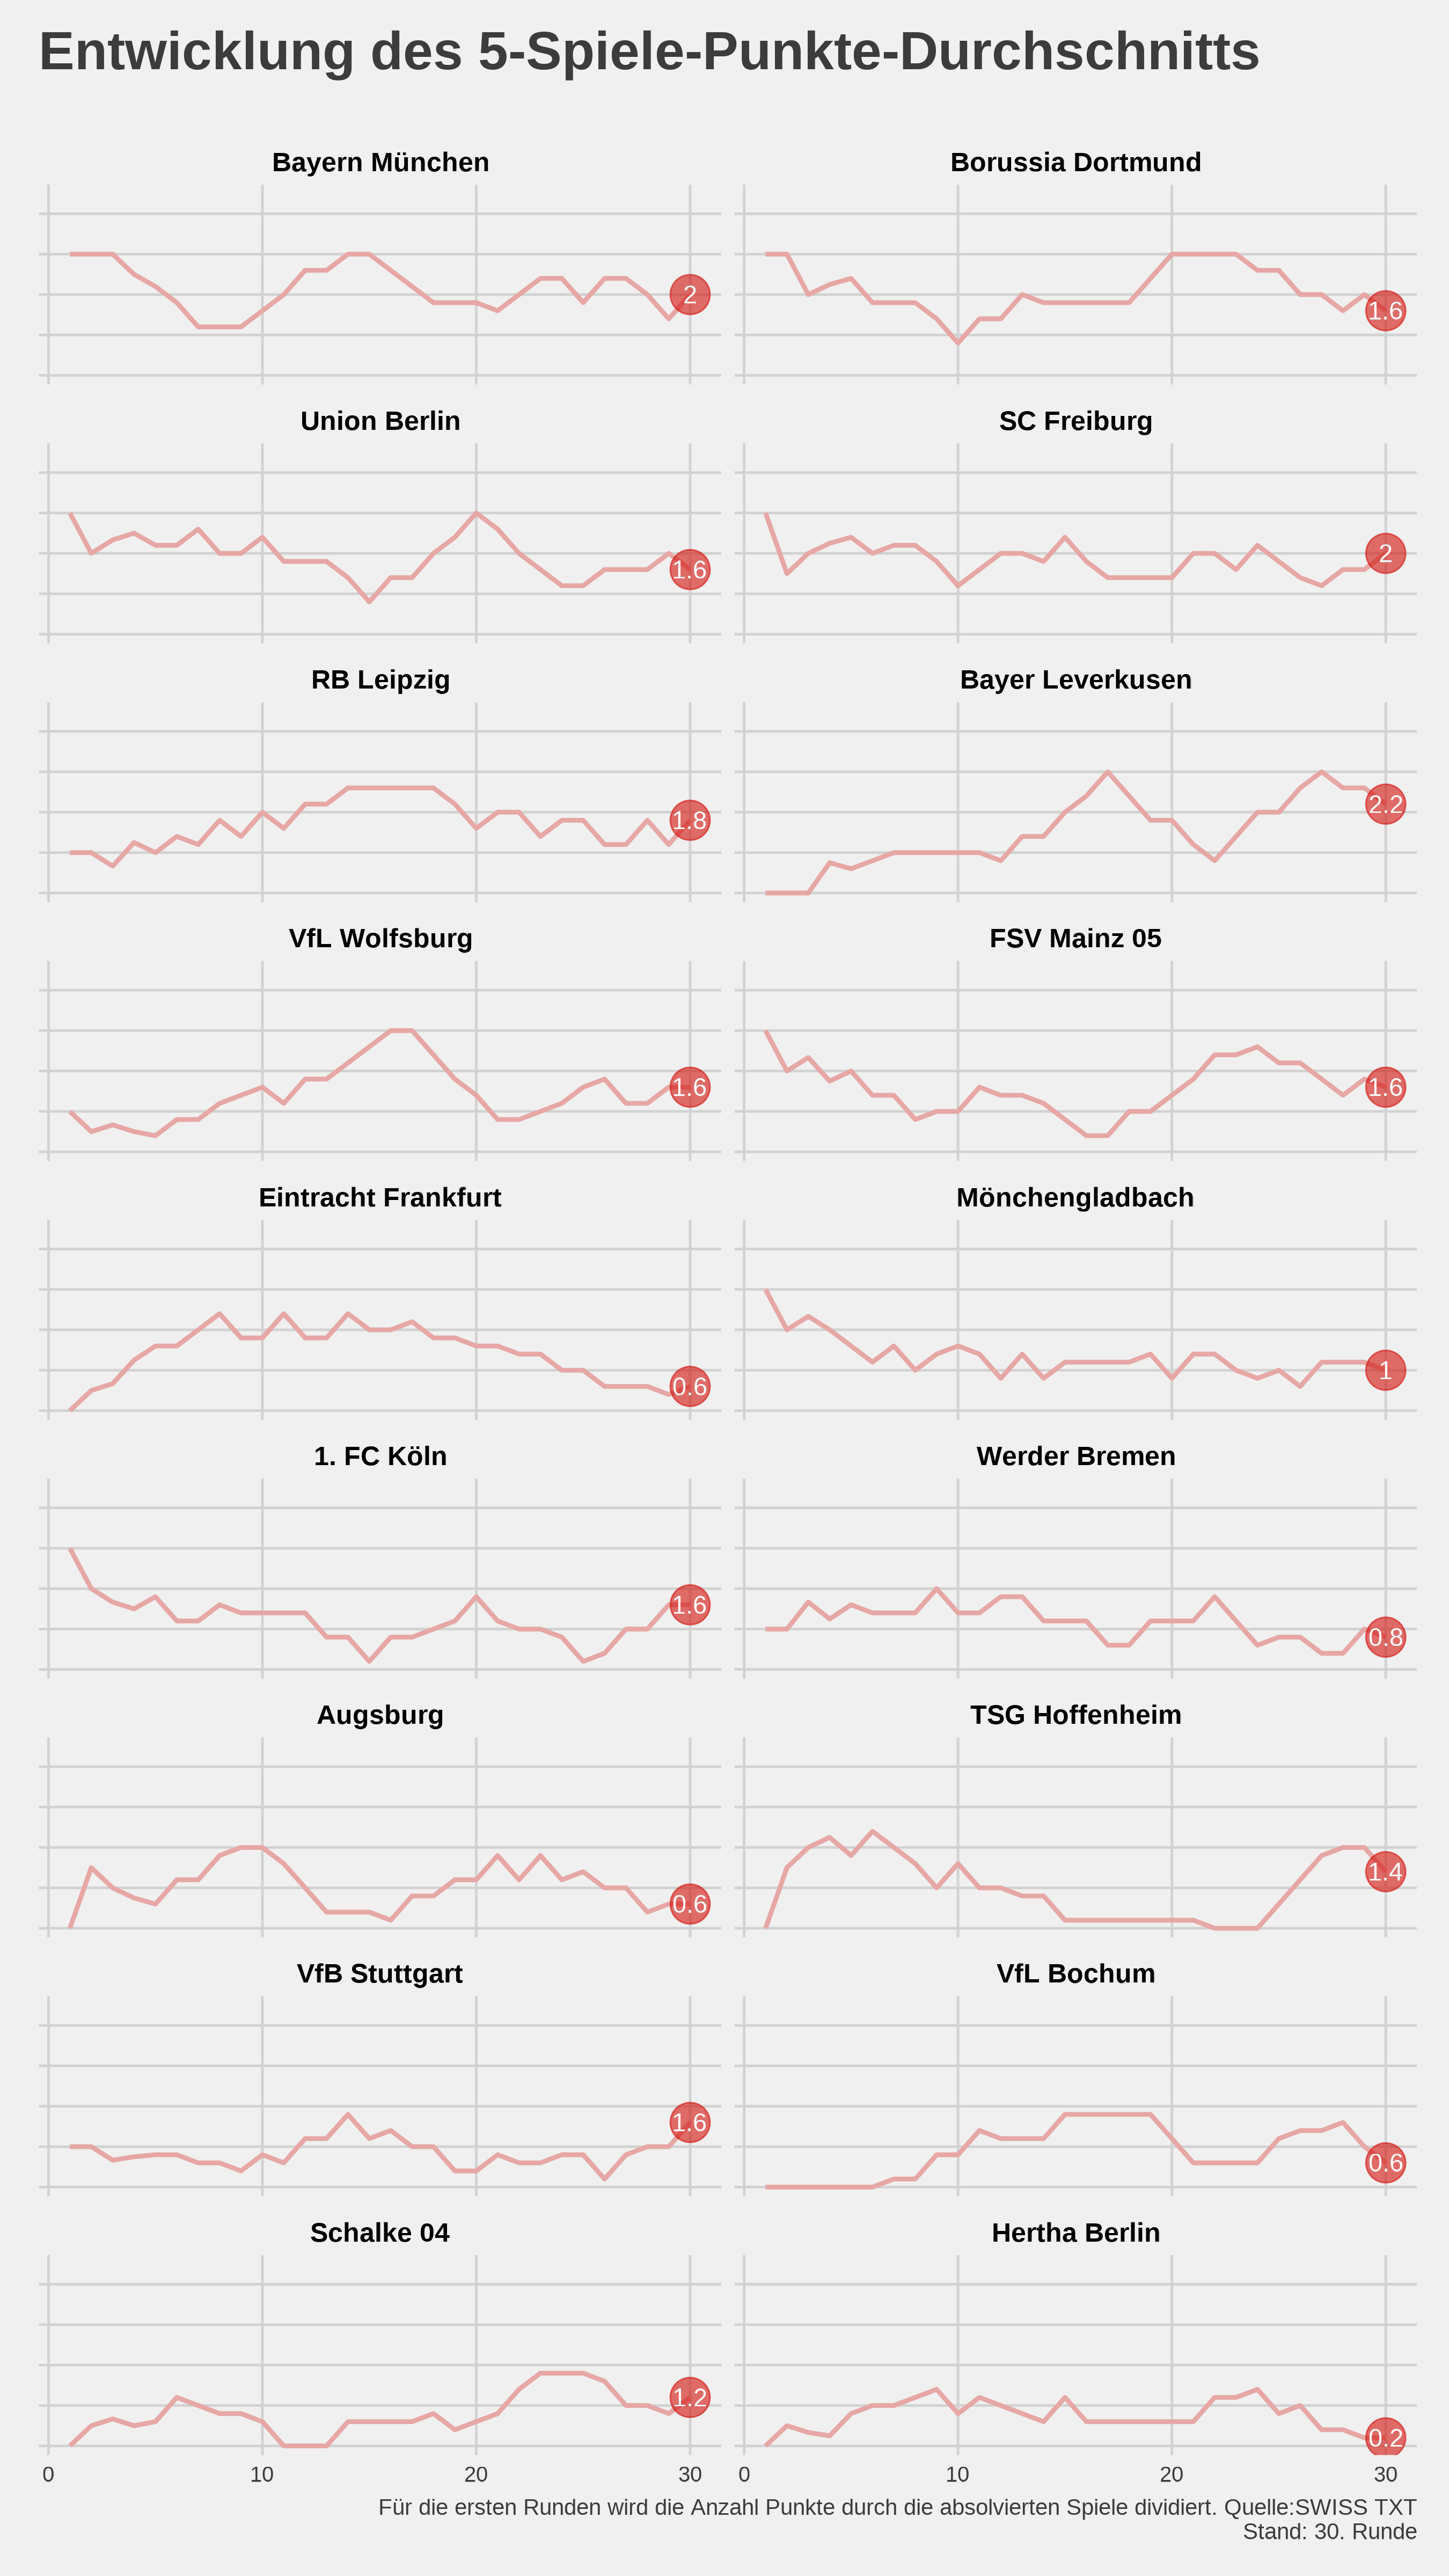 Entwicklung des 5-Spiele-Punkte-Durchschnitts
Bayern München
Borussia Dortmund
2
1.6
Union Berlin
SC Freiburg
1.6
2
RB Leipzig
Bayer Leverkusen
1.8
2.2
VfL Wolfsburg
FSV Mainz 05
1.6
1.6
Eintracht Frankfurt
Mönchengladbach
0.6
1
1. FC Köln
Werder Bremen
1.6
0.8
Augsburg
TSG Hoffenheim
0.6
1.4
VfB Stuttgart
VfL Bochum
1.6
0.6
Schalke 04
Hertha Berlin
1.2
0.2
0 10 20 30 0 10 20 30
Für die ersten Runden wird die Anzahl Punkte durch die absolvierten Spiele dividiert. Quelle:SWISS TXT
Stand: 30. Runde